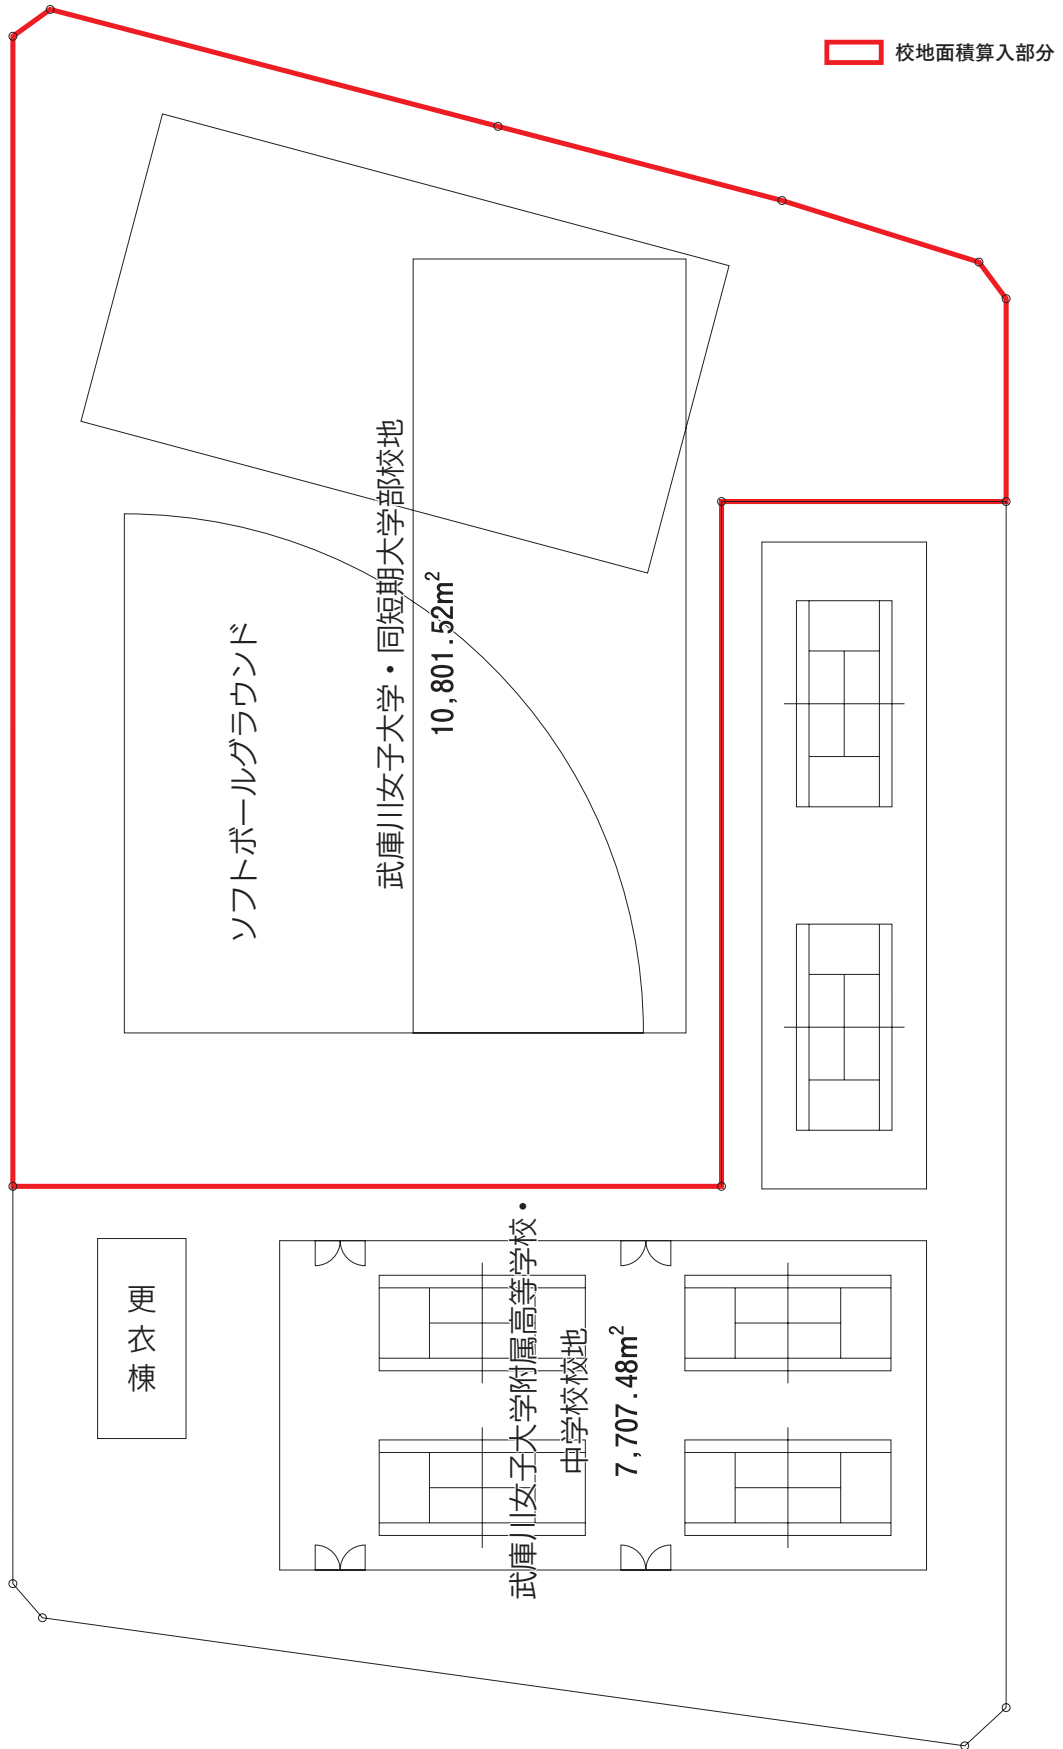 校地面積算入部分
武庫川女子大学・同短期大学部校地
10,801.52m²
ソフトボールグラウンド
武庫川女子大学附属高等学校・
中学校校地
7,707.48m²
更衣棟